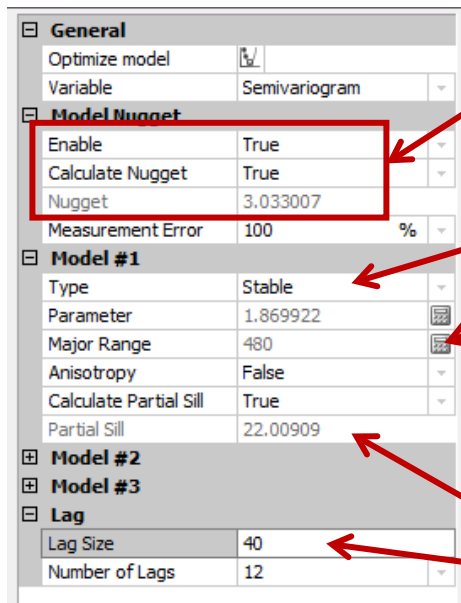 General
Optimize model
Variable Semivariogram
Model Nugget
Enable True
Calculate Nugget True
Nugget 3.033007
Measurement Error 100 %
Model #1
Type Stable
Parameter 1.869922
Major Range 480
Anisotropy False
Calculate Partial Sill True
Partial Sill 22.00909
Model #2
Model #3
Lag
Lag Size 40
Number of Lags 12